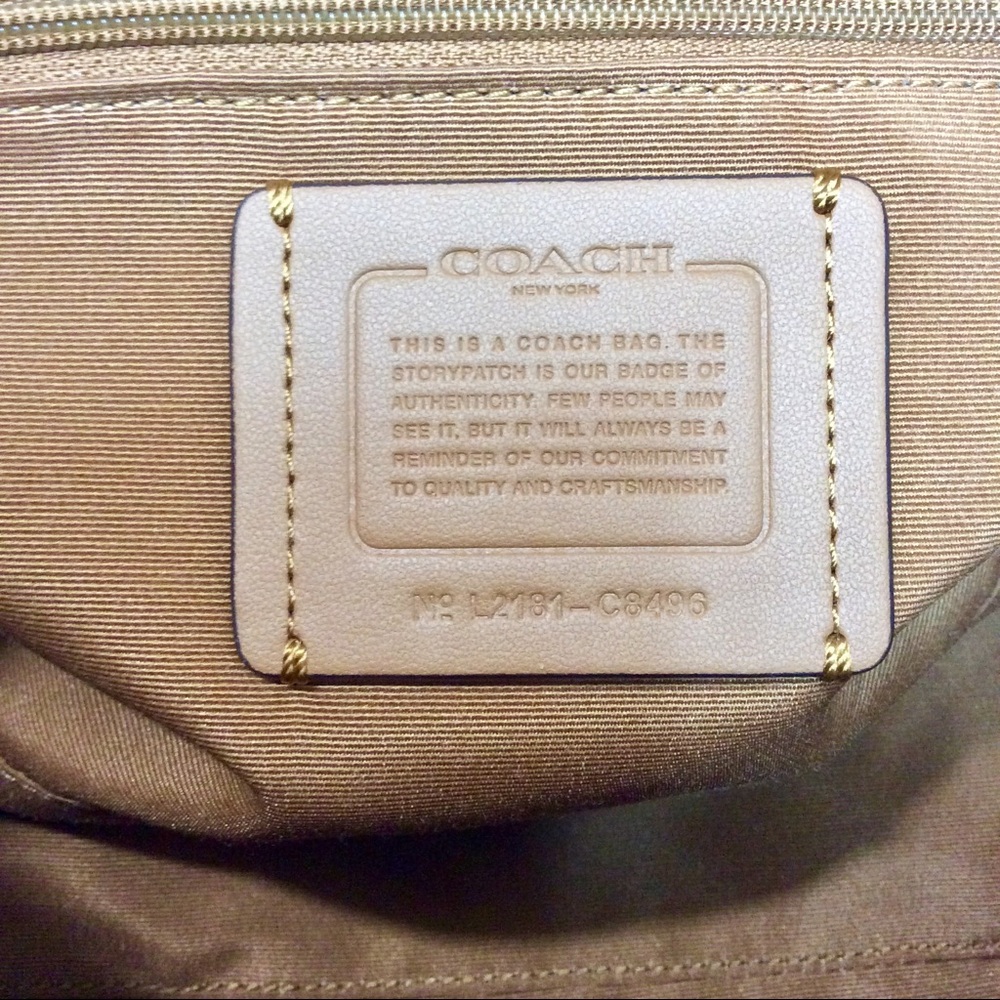 COACH
NEW YORK
THIS IS A COACH BAG. THE
STORYPATCH IS OUR BADGE OF
AUTHENTICITY. FEW PEOPLE MAY
SEE IT, BUT IT WILL ALWAYS BE A
REMINDER OF OUR COMMITMENT
TO QUALITY AND CRAFTSMANSHIP.
Nº L2181-C8496